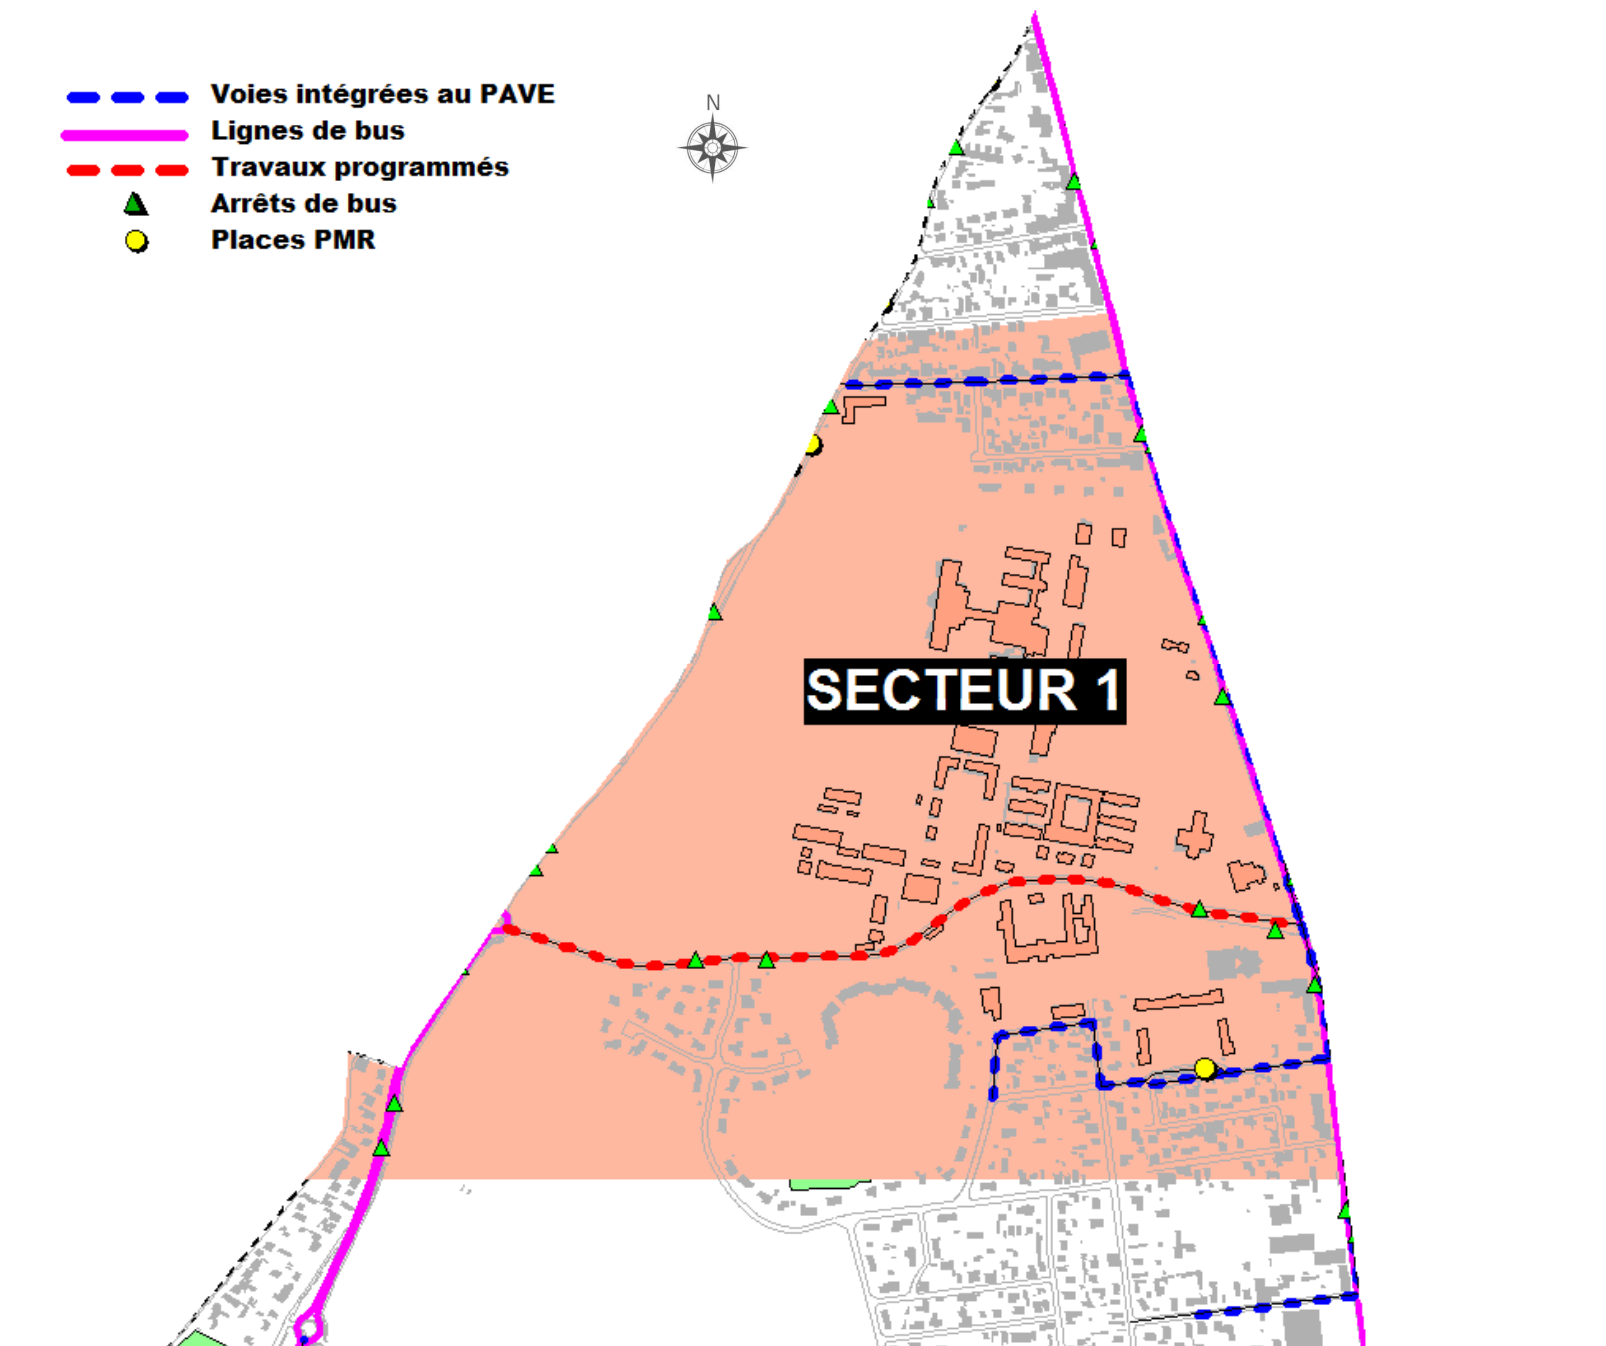 Voies intégrées au PAVE
Lignes de bus
Travaux programmés
Arrêts de bus
Places PMR
N
SECTEUR 1